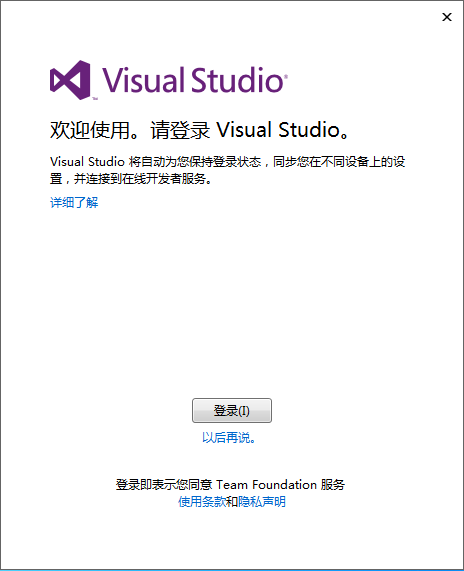 Visual Studio®
™
欢迎使用。请登录 Visual Studio。
Visual Studio 将自动为您保持登录状态，同步您在不同设备上的设
置，并连接到在线开发者服务。
详细了解
登录(I)
以后再说。
登录即表示您同意 Team Foundation 服务
使用条款和隐私声明